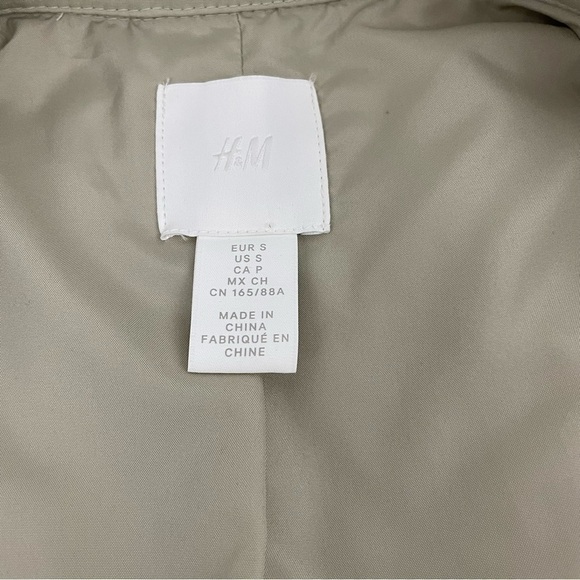 H&M
EUR S
US S
CA P
MX CH
CN 165/88A
MADE IN
CHINA
FABRIQUÉ EN
CHINE